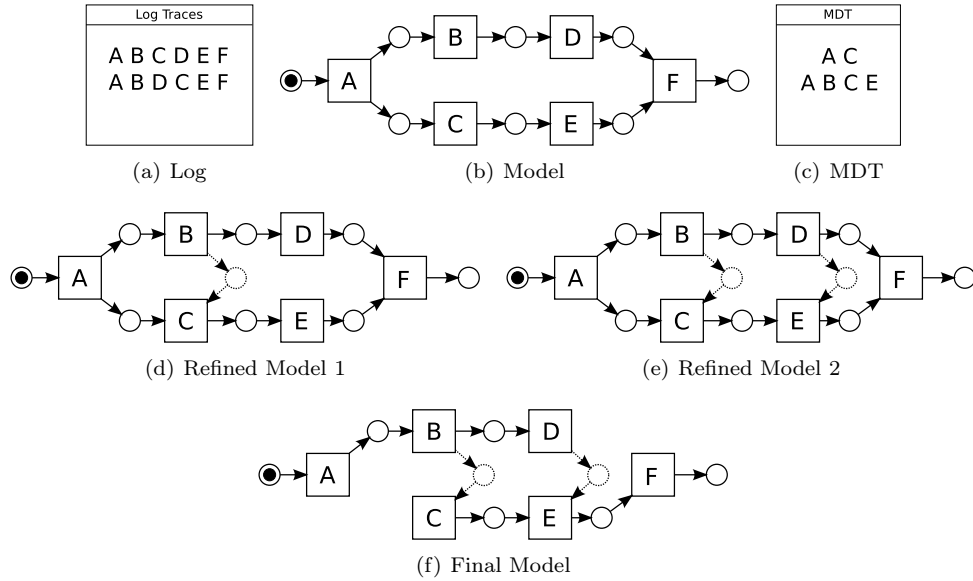 Log Traces
A B C D E F
A B D C E F
(a) Log
A
B
D
C
E
F
(b) Model
MDT
A C
A B C E
(c) MDT
A
B
D
C
E
F
(d) Refined Model 1
A
B
D
C
E
F
(e) Refined Model 2
A
B
D
C
E
F
(f) Final Model